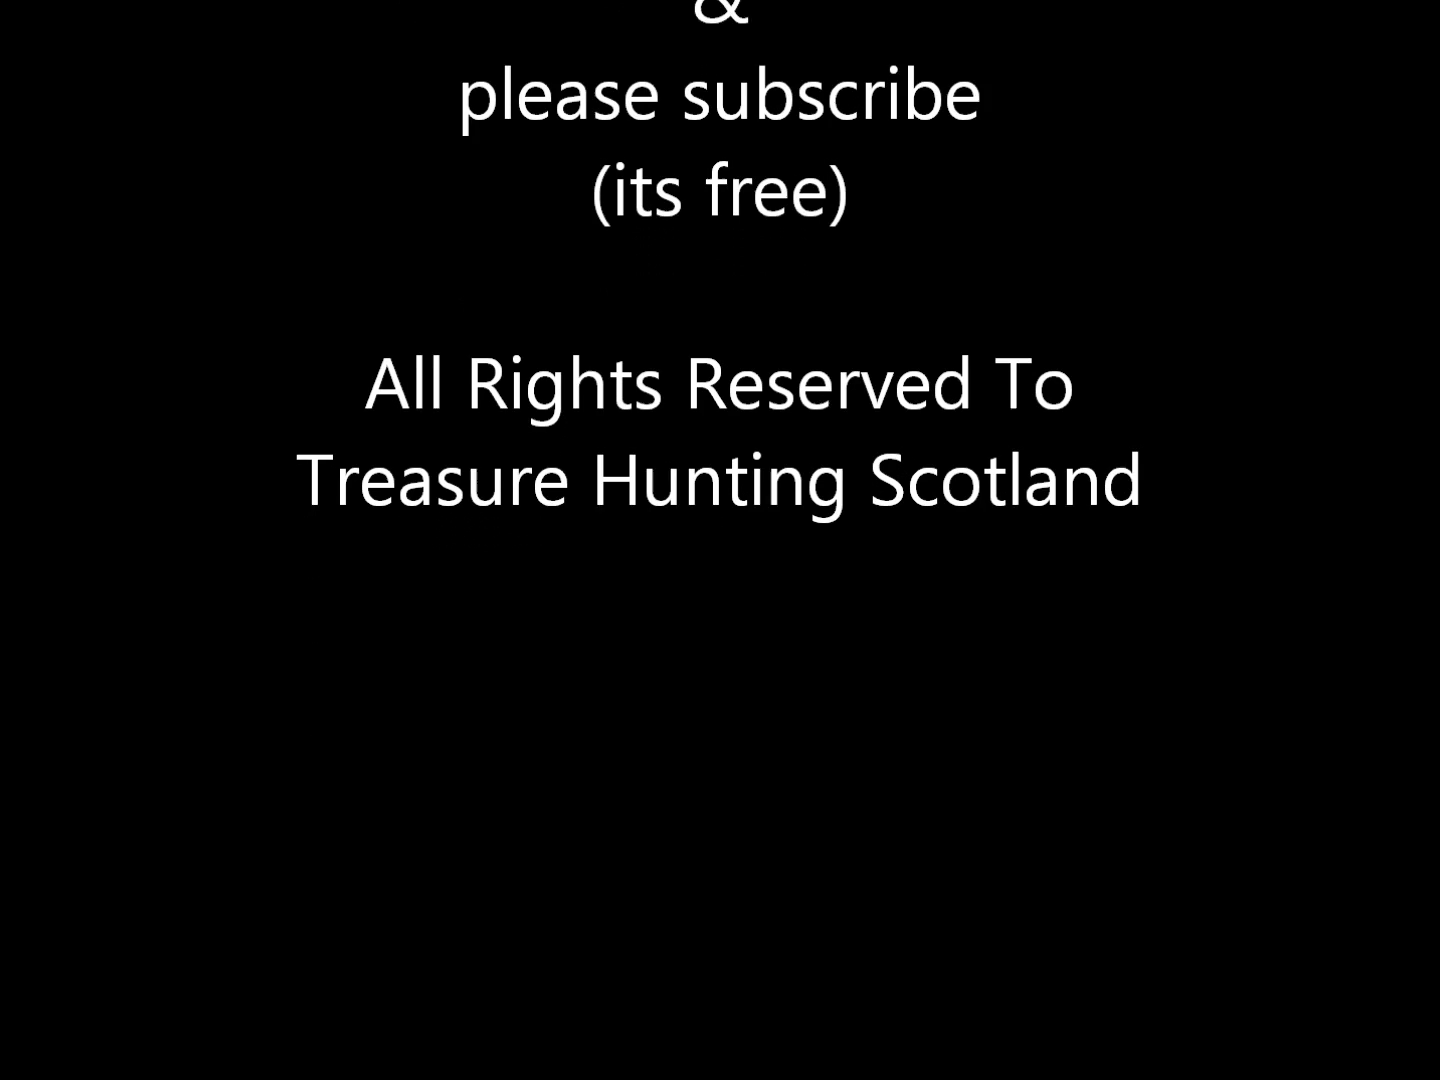 &
please subscribe
(its free)
All Rights Reserved To
Treasure Hunting Scotland